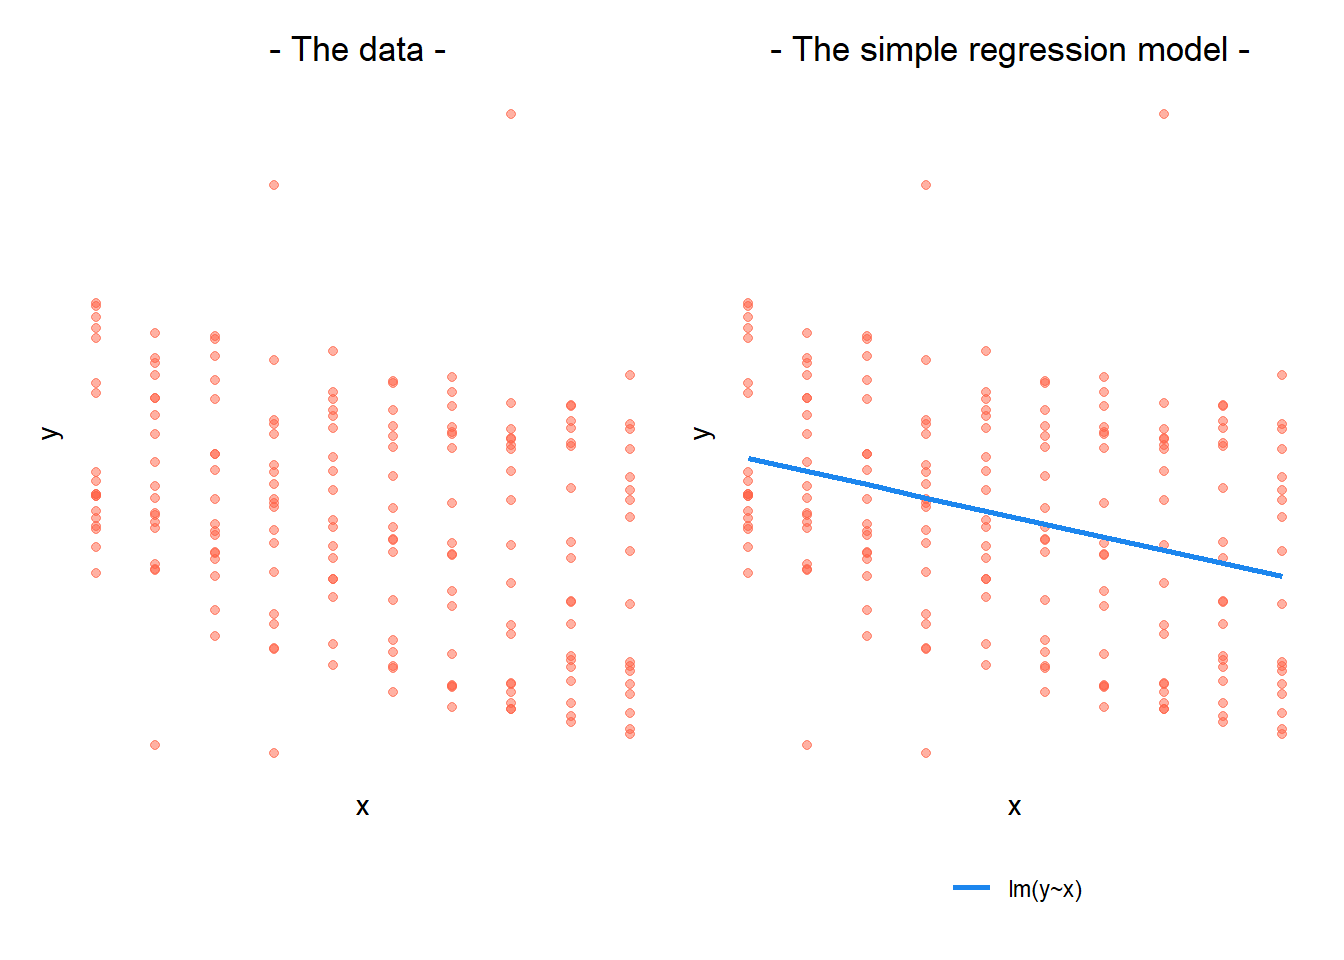 - The data -
- The simple regression model -
y
y
x
x
lm(y~x)